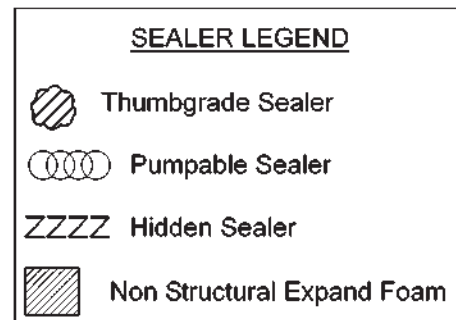 SEALER LEGEND
Thumbgrade Sealer
Pumpable Sealer
ZZZZ Hidden Sealer
Non Structural Expand Foam